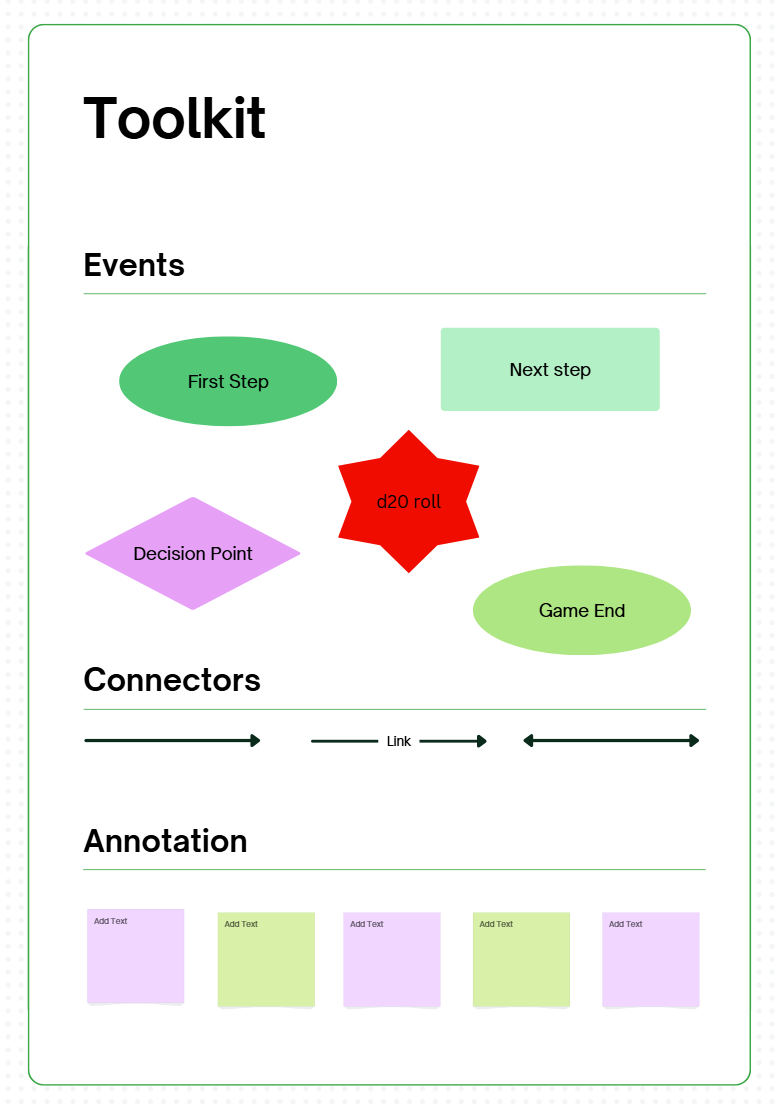 Toolkit
Events
First Step
Next step
d20 roll
Decision Point
Game End
Connectors
Link
Annotation
Add Text
Add Text
Add Text
Add Text
Add Text